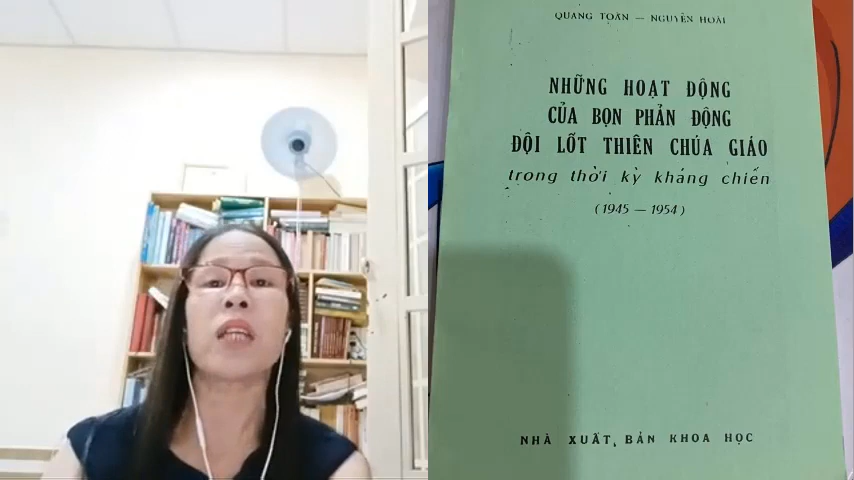 QUANG TOÀN — NGUYỄN HOÀI
NHỮNG HOẠT ĐỘNG
CỦA BỌN PHẢN ĐỘNG
ĐỘI LỐT THIÊN CHÚA GIÁO
trong thời kỳ kháng chiến
(1945 — 1954)
NHÀ XUẤT BẢN KHOA HỌC